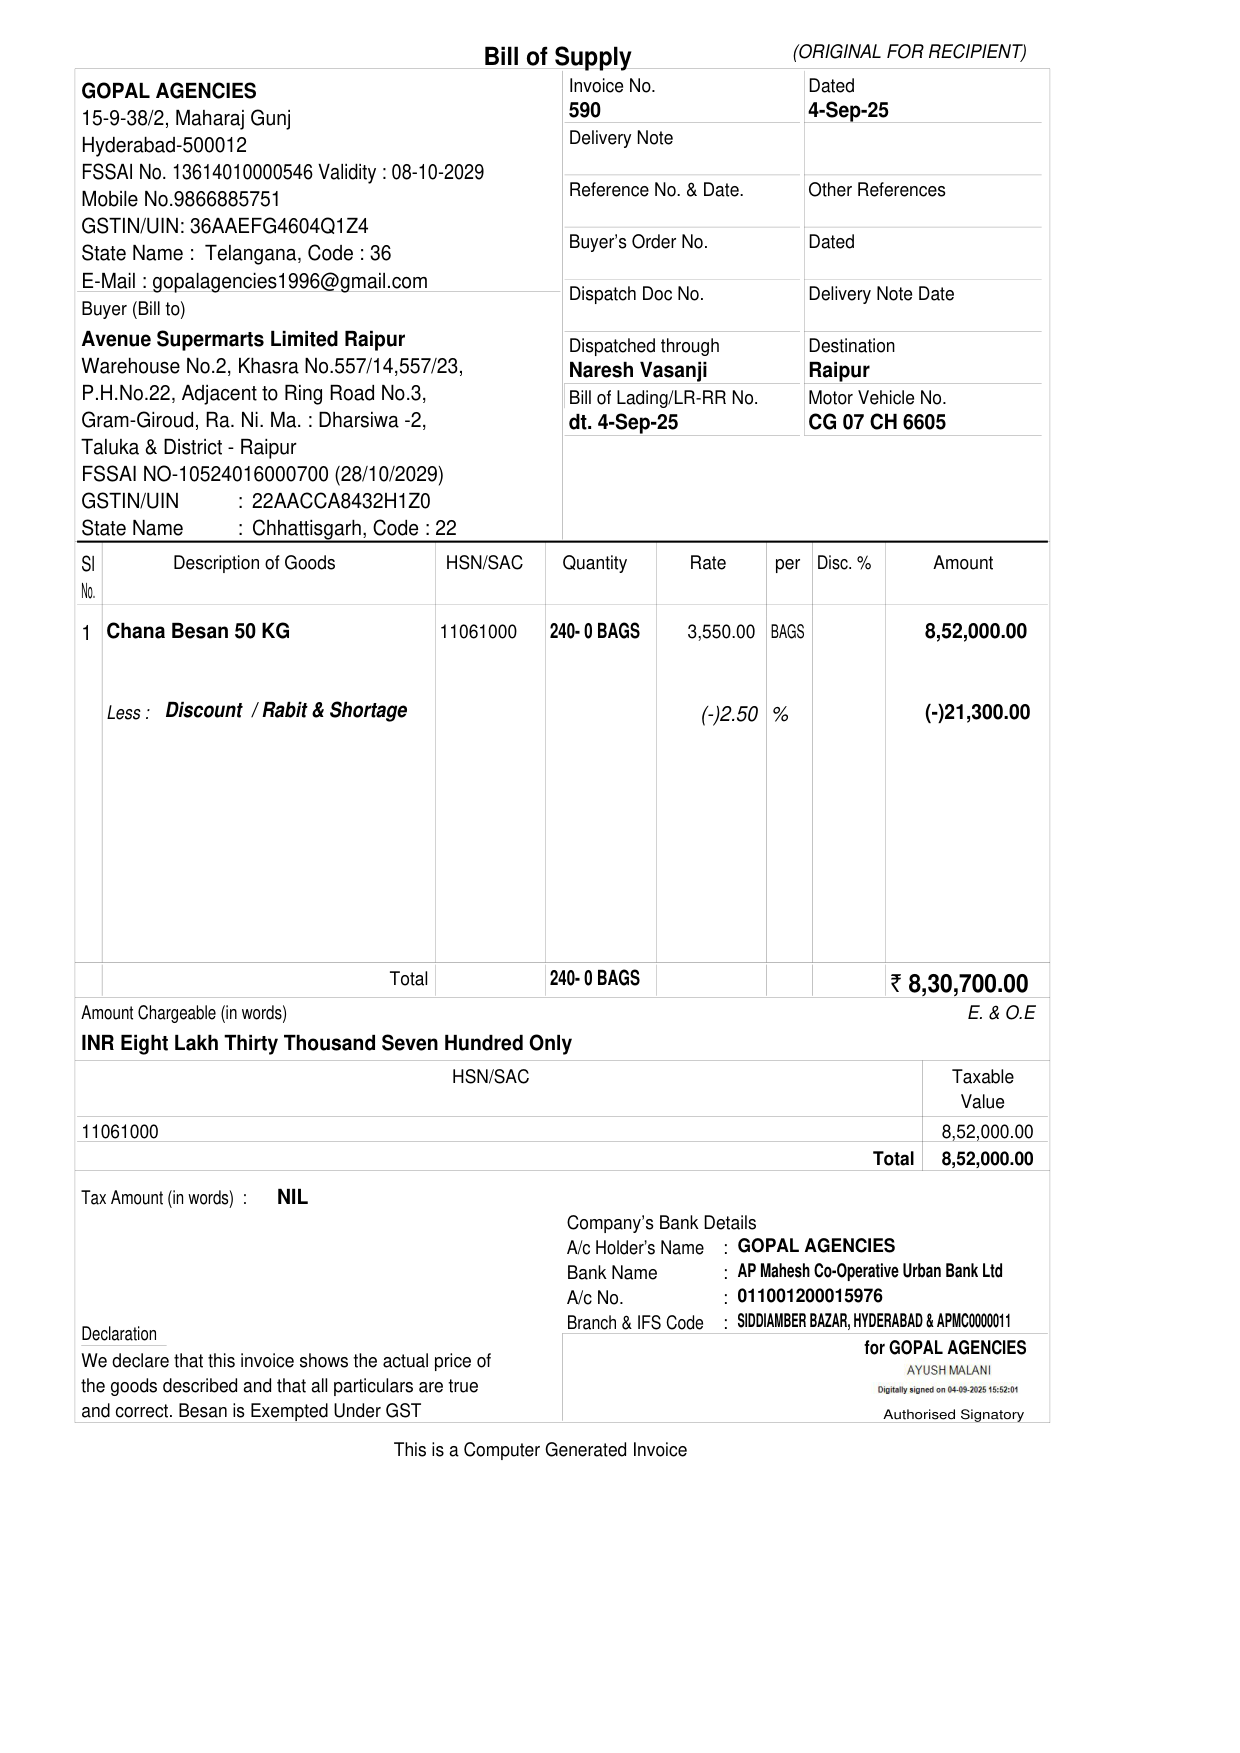 Bill of Supply
(ORIGINAL FOR RECIPIENT)
GOPAL AGENCIES
15-9-38/2, Maharaj Gunj
Hyderabad-500012
FSSAI No. 13614010000546 Validity : 08-10-2029
Mobile No.9866885751
GSTIN/UIN: 36AAEFG4604Q1Z4
State Name : Telangana, Code : 36
E-Mail : gopalagencies1996@gmail.com
Invoice No. Dated
590 4-Sep-25
Delivery Note
Reference No. & Date. Other References
Buyer's Order No. Dated
Dispatch Doc No. Delivery Note Date
Dispatched through Destination
Naresh Vasanji Raipur
Bill of Lading/LR-RR No. Motor Vehicle No.
dt. 4-Sep-25 CG 07 CH 6605
Buyer (Bill to)
Avenue Supermarts Limited Raipur
Warehouse No.2, Khasra No.557/14,557/23,
P.H.No.22, Adjacent to Ring Road No.3,
Gram-Giroud, Ra. Ni. Ma. : Dharsiwa -2,
Taluka & District - Raipur
FSSAI NO-10524016000700 (28/10/2029)
GSTIN/UIN : 22AACCA8432H1Z0
State Name : Chhattisgarh, Code : 22
Sl Description of Goods HSN/SAC Quantity Rate per Disc. % Amount
No.
1 Chana Besan 50 KG 11061000 240- 0 BAGS 3,550.00 BAGS 8,52,000.00
Less : Discount / Rabit & Shortage (-)2.50 % (-)21,300.00
Total 240- 0 BAGS ₹ 8,30,700.00
Amount Chargeable (in words) E. & O.E
INR Eight Lakh Thirty Thousand Seven Hundred Only
HSN/SAC Taxable
Value
11061000 8,52,000.00
Total 8,52,000.00
Tax Amount (in words) : NIL
Company's Bank Details
A/c Holder's Name : GOPAL AGENCIES
Bank Name : AP Mahesh Co-Operative Urban Bank Ltd
A/c No. : 011001200015976
Branch & IFS Code : SIDDIAMBER BAZAR, HYDERABAD & APMC0000011
Declaration
We declare that this invoice shows the actual price of
the goods described and that all particulars are true
and correct. Besan is Exempted Under GST
for GOPAL AGENCIES
AYUSH MALANI
Digitally signed on 04-09-2025 15:52:01
Authorised Signatory
This is a Computer Generated Invoice